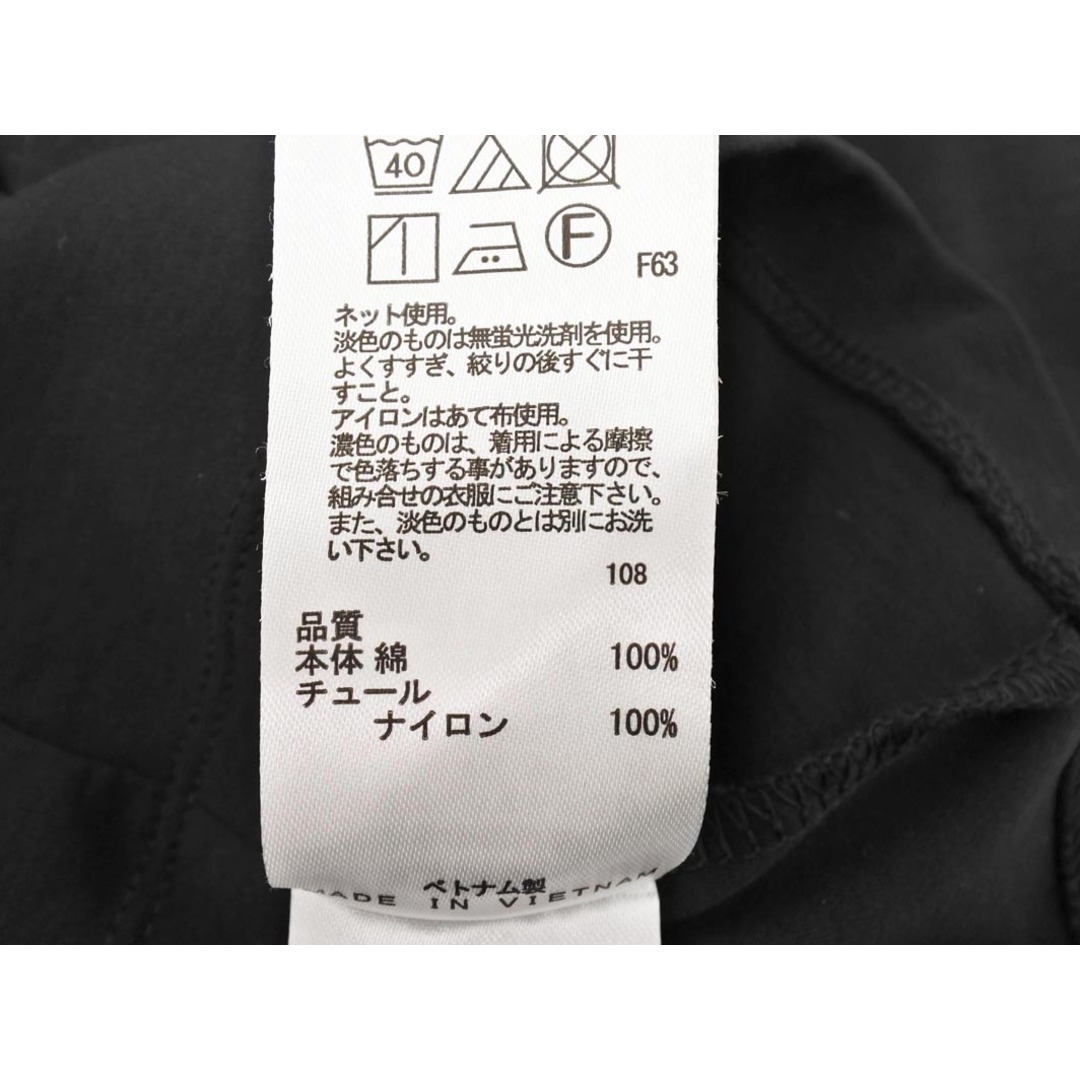 40
F
F63
ネット使用。
淡色のものは無蛍光洗剤を使用。
よくすすぎ、絞りの後すぐに干
すこと。
アイロンはあて布使用。
濃色のものは、着用による摩擦
で色落ちする事がありますので、
組み合せの衣服にご注意下さい。
また、淡色のものとは別にお洗
い下さい。
108
品質
本体 綿 100%
チュール
ナイロン 100%
ベトナム製
MADE IN VIETNAM